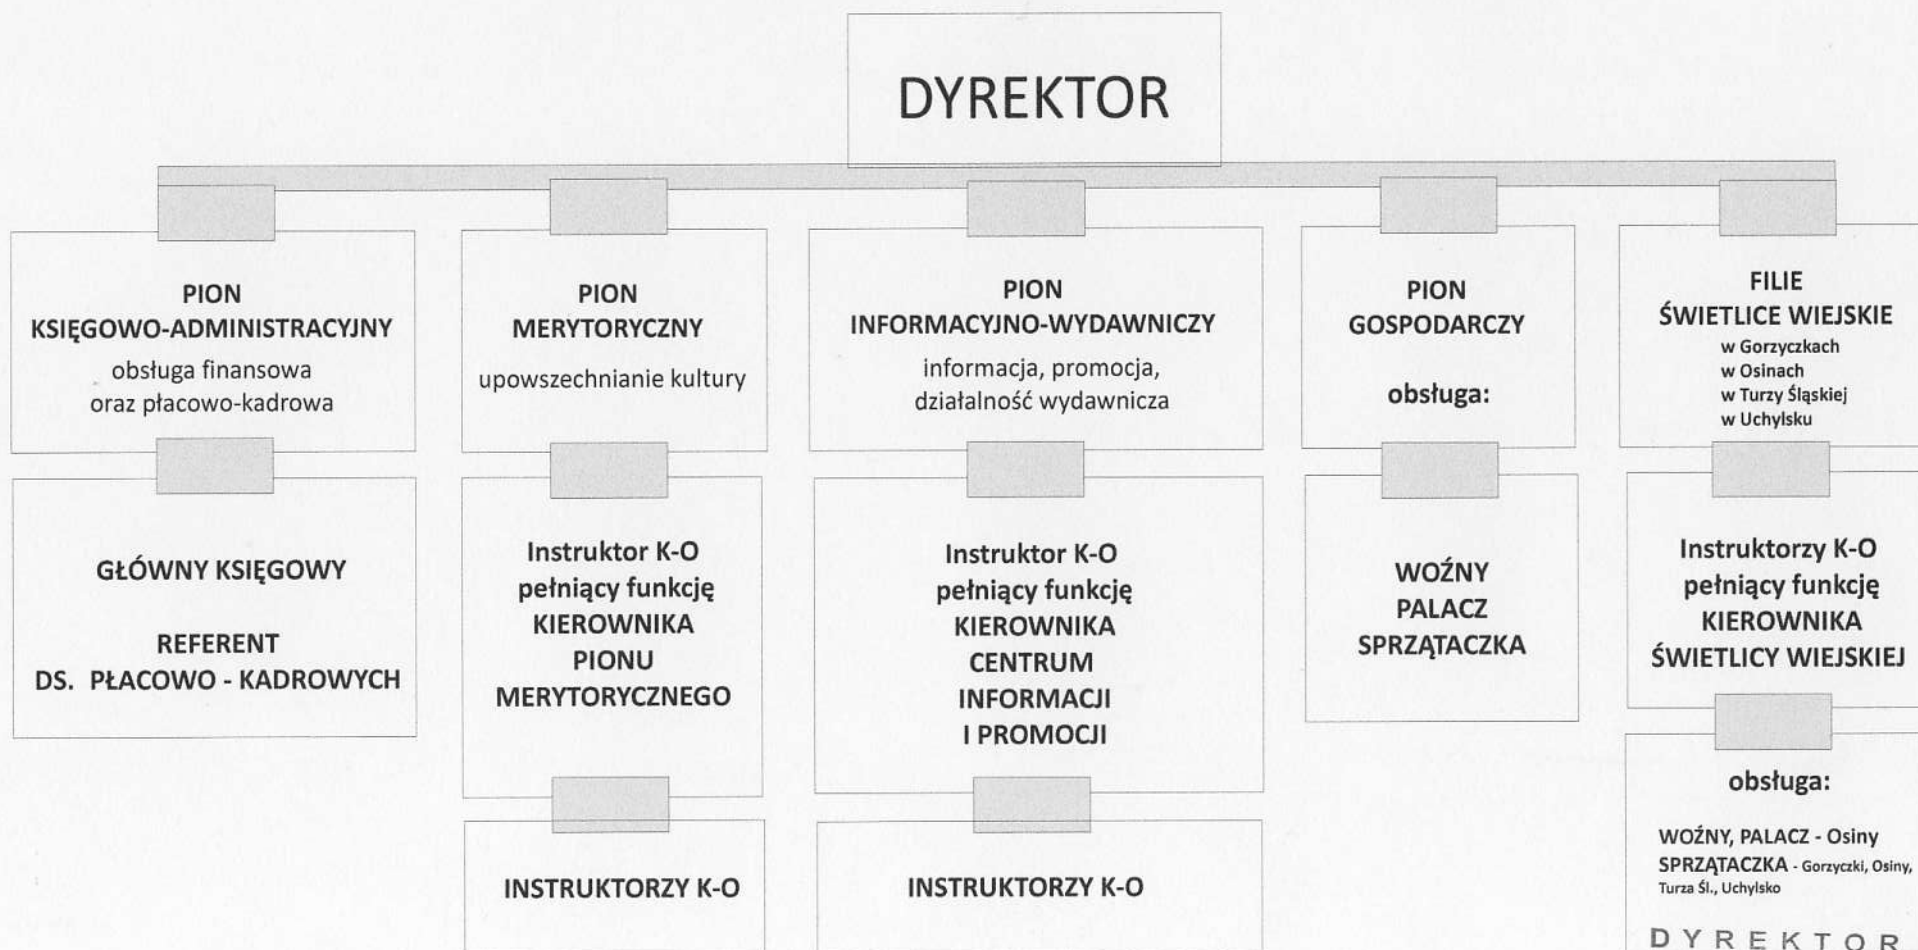 DYREKTOR
PION
KSIĘGOWO-ADMINISTRACYJNY
obsługa finansowa
oraz płacowo-kadrowa
PION
MERYTORYCZNY
upowszechnianie kultury
PION
INFORMACYJNO-WYDAWNICZY
informacja, promocja,
działalność wydawnicza
PION
GOSPODARCZY
obsługa:
FILIE
ŚWIETLICE WIEJSKIE
w Gorzyczkach
w Osinach
w Turzy Śląskiej
w Uchylsku
GŁÓWNY KSIĘGOWY
REFERENT
DS. PŁACOWO - KADROWYCH
Instruktor K-O
pełniący funkcję
KIEROWNIKA
PIONU
MERYTORYCZNEGO
Instruktor K-O
pełniący funkcję
KIEROWNIKA
CENTRUM
INFORMACJI
I PROMOCJI
WOŹNY
PALACZ
SPRZĄTACZKA
Instruktorzy K-O
pełniący funkcję
KIEROWNIKA
ŚWIETLICY WIEJSKIEJ
INSTRUKTORZY K-O
INSTRUKTORZY K-O
obsługa:
WOŹNY, PALACZ - Osiny
SPRZĄTACZKA - Gorzyczki, Osiny,
Turza Śl., Uchylsko
DYREKTOR